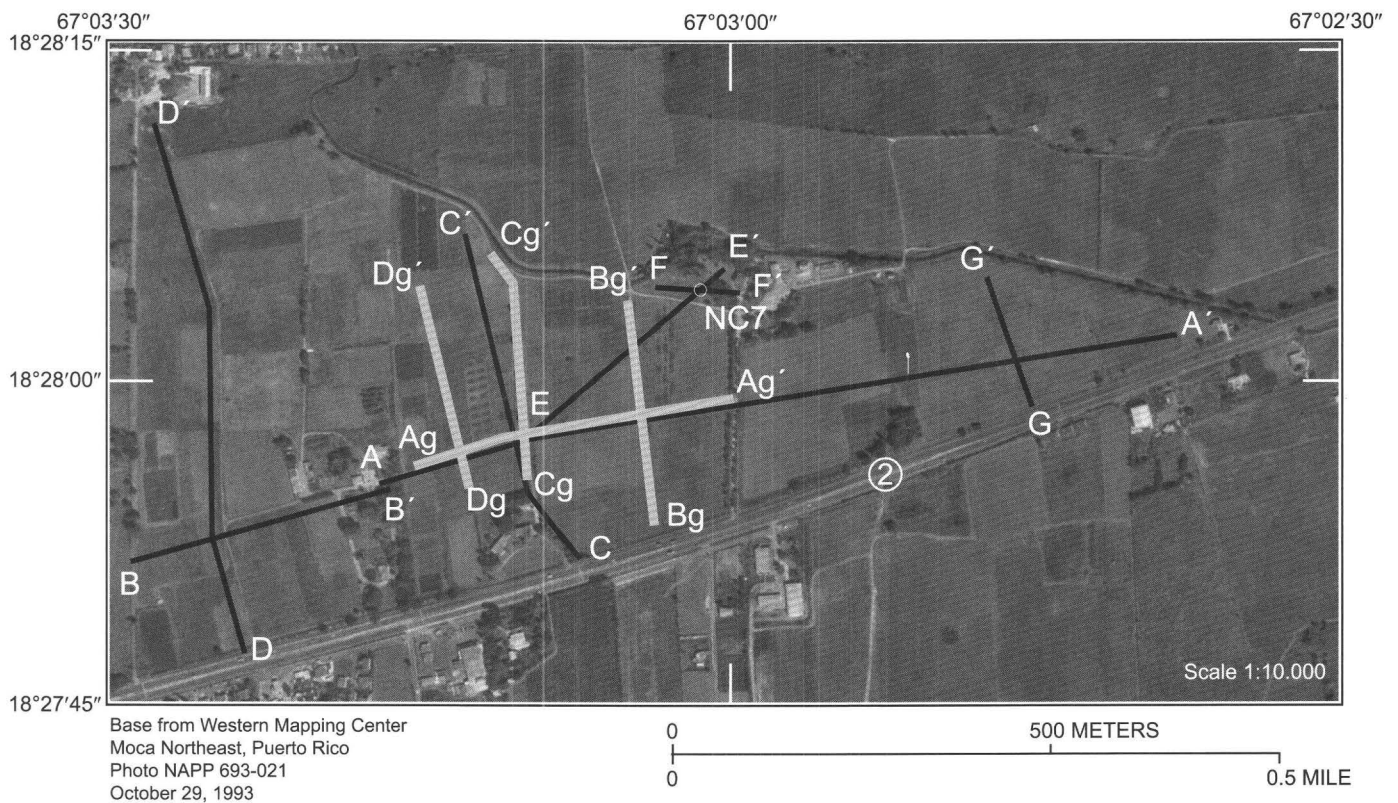 67°03′30″ 67°03′00″ 67°02′30″
18°28′15″
D′
C′ Cg′
E′
G′
Dg′ Bg′ F F′
NC7
A′
18°28′00″
Ag′
E
G
Ag
A
2
B′ Dg Cg
Bg
B C
D
Scale 1:10.000
18°27′45″
Base from Western Mapping Center
Moca Northeast, Puerto Rico
Photo NAPP 693-021
October 29, 1993
0 500 METERS
0 0.5 MILE